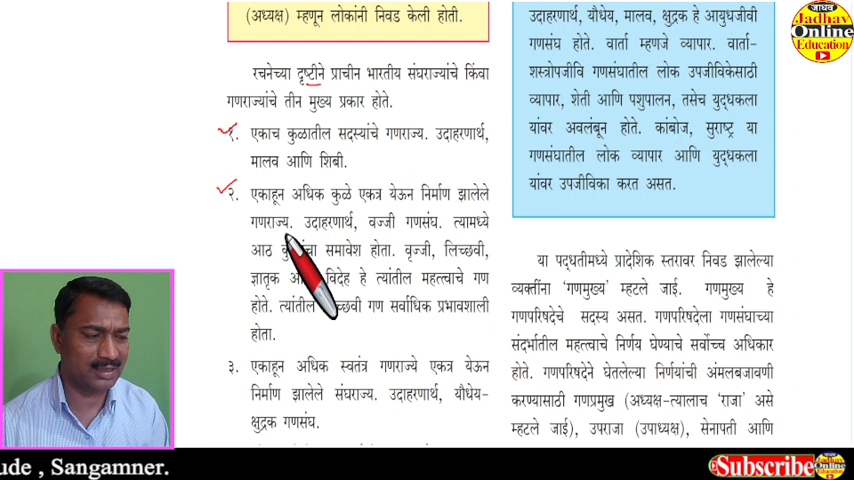 (अध्यक्ष) म्हणून लोकांनी निवड केली होती.
रचनेच्या दृष्टीने प्राचीन भारतीय संघराज्यांचे किंवा
गणराज्यांचे तीन मुख्य प्रकार होते.
१. एकाच कुळातील सदस्यांचे गणराज्य. उदाहरणार्थ,
मालव आणि शिबी.
२. एकाहून अधिक कुळे एकत्र येऊन निर्माण झालेले
गणराज्य. उदाहरणार्थ, वज्जी गणसंघ. त्यामध्ये
आठ समावेश होता. वृज्जी, लिच्छवी,
ज्ञातृक विदेह हे त्यांतील महत्त्वाचे गण
होते. त्यांतील गण सर्वाधिक प्रभावशाली
होता.
३. एकाहून अधिक स्वतंत्र गणराज्ये एकत्र येऊन
निर्माण झालेले संघराज्य. उदाहरणार्थ, यौधेय-
क्षुद्रक गणसंघ.
उदाहरणार्थ, यौधेय, मालव, क्षुद्रक हे आयुधजीवी
गणसंघ होते. वार्ता म्हणजे व्यापार. वार्ता-
शस्त्रोपजीवि गणसंघातील लोक उपजीविकेसाठी
व्यापार, शेती आणि पशुपालन, तसेच युद्धकला
यांवर अवलंबून होते. कांबोज, सुराष्ट्र या
गणसंघातील लोक व्यापार आणि युद्धकला
यांवर उपजीविका करत असत.
या पद्धतीमध्ये प्रादेशिक स्तरावर निवड झालेल्या
व्यक्तींना ‘गणमुख्य’ म्हटले जाई. गणमुख्य हे
गणपरिषदेचे सदस्य असत. गणपरिषदेला गणसंघाच्या
संदर्भातील महत्त्वाचे निर्णय घेण्याचे सर्वोच्च अधिकार
होते. गणपरिषदेने घेतलेल्या निर्णयांची अंमलबजावणी
करण्यासाठी गणप्रमुख (अध्यक्ष-त्यालाच ‘राजा’ असे
म्हटले जाई), उपराजा (उपाध्यक्ष), सेनापती आणि
जाधव
Jadhav
Online
Education
ude , Sangamner.
Subscribe
Jadhav
Online
Education